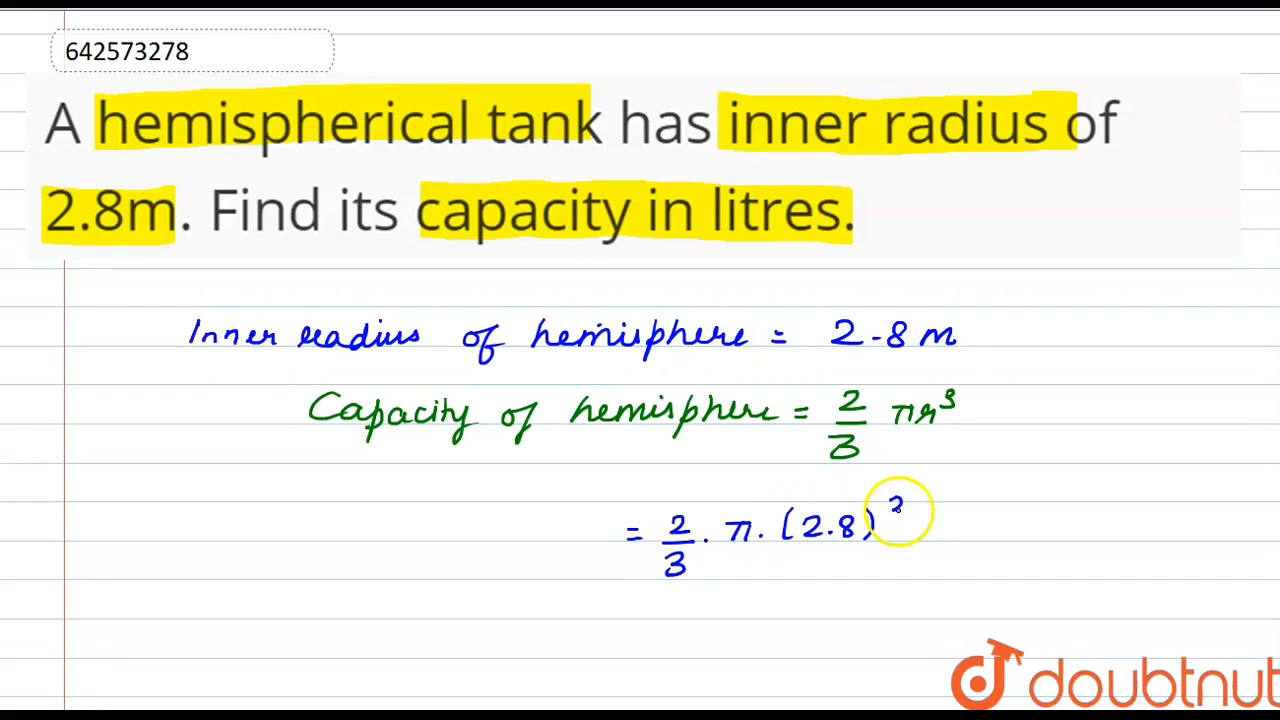 642573278
A hemispherical tank has inner radius of
2.8m. Find its capacity in litres.
Inner radius of hemisphere = 2.8 m
Capacity of hemisphere = 2/3 πr³
= 2/3 . π . (2.8)²
doubtnut